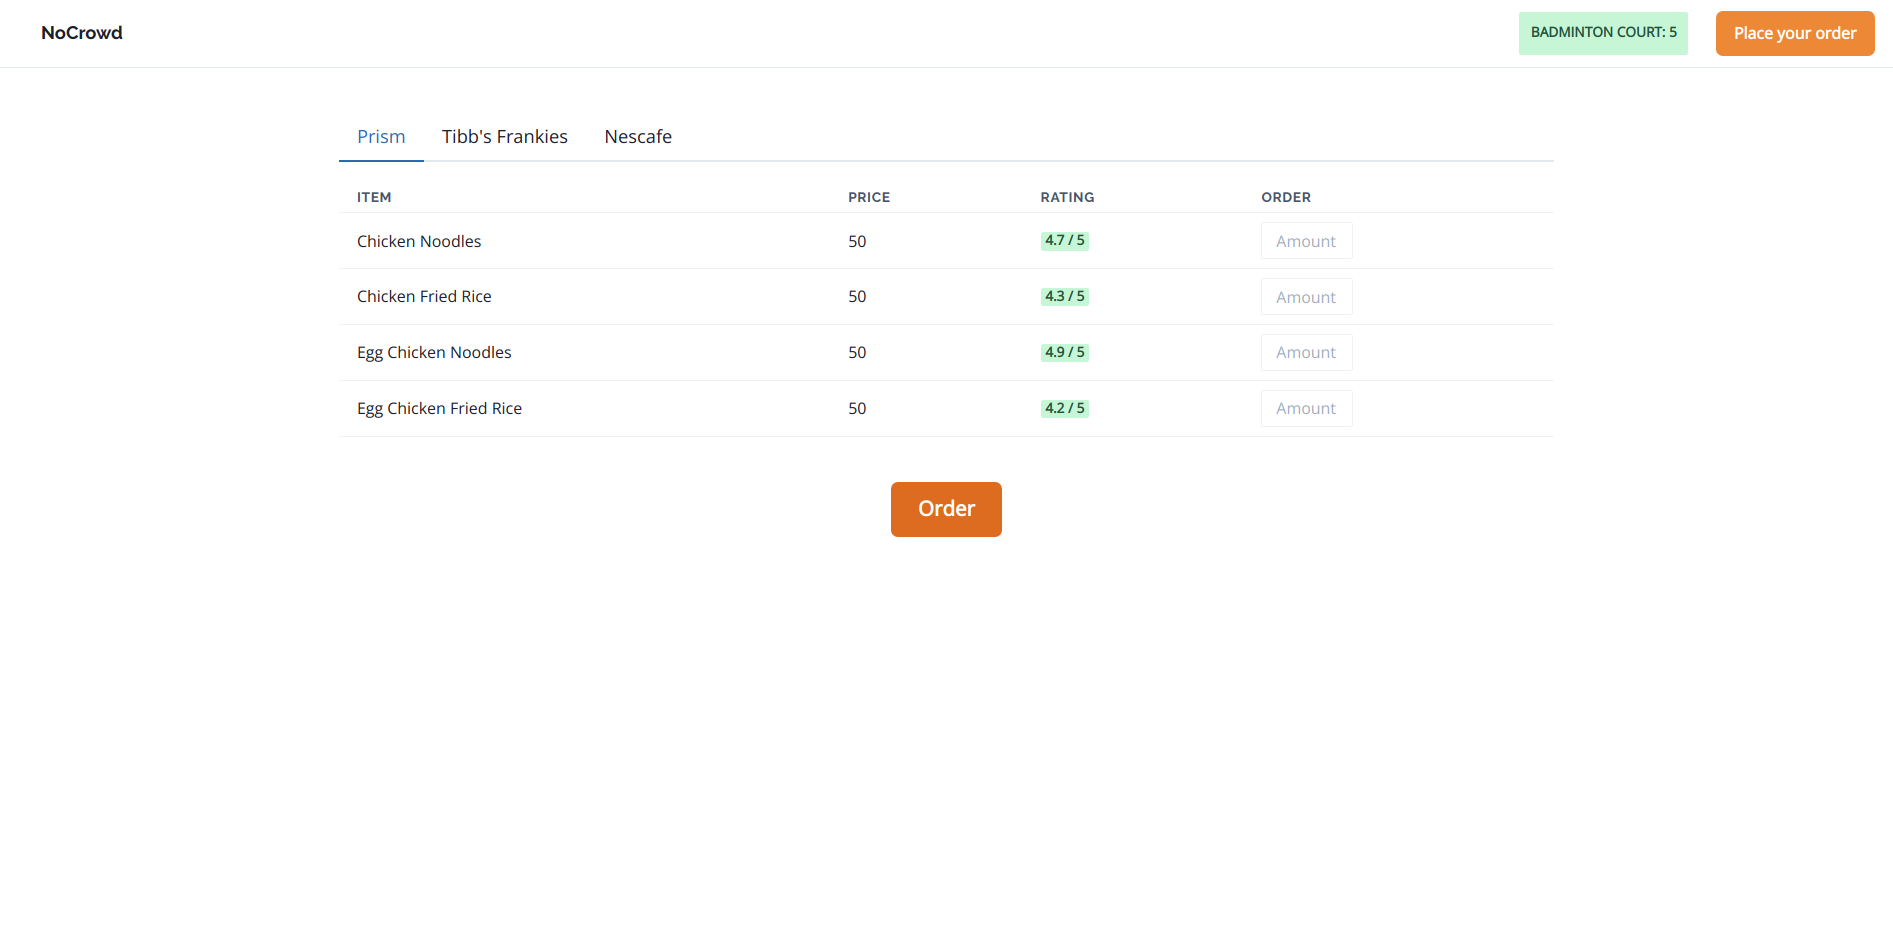 NoCrowd
BADMINTON COURT: 5
Place your order
Prism Tibb's Frankies Nescafe
ITEM PRICE RATING ORDER
Chicken Noodles 50 4.7 / 5 Amount
Chicken Fried Rice 50 4.3 / 5 Amount
Egg Chicken Noodles 50 4.9 / 5 Amount
Egg Chicken Fried Rice 50 4.2 / 5 Amount
Order